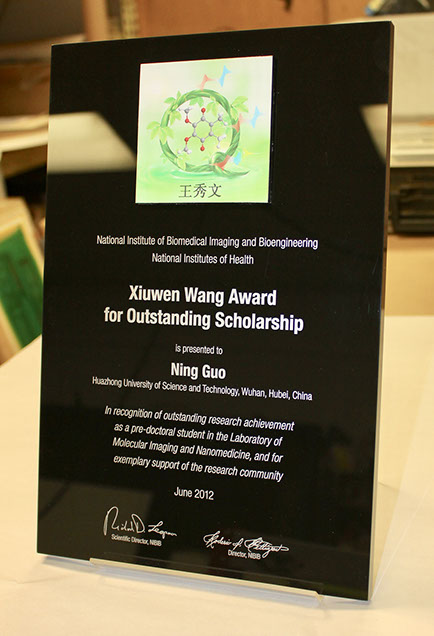 王秀文
National Institute of Biomedical Imaging and Bioengineering
National Institutes of Health
Xiuwen Wang Award
for Outstanding Scholarship
is presented to
Ning Guo
Huazhong University of Science and Technology, Wuhan, Hubei, China
In recognition of outstanding research achievement
as a pre-doctoral student in the Laboratory of
Molecular Imaging and Nanomedicine, and for
exemplary support of the research community
June 2012
Scientific Director, NIBIB
Director, NIBIB